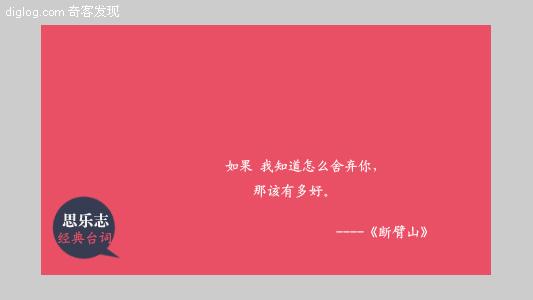 diglog.com 奇客发现
如果 我知道怎么舍弃你，
那该有多好。
----《断臂山》
思乐志
经典台词